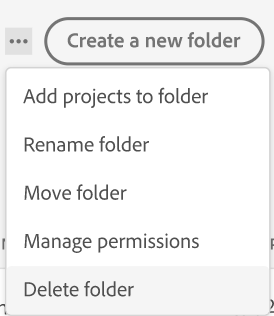 Create a new folder
Add projects to folder
Rename folder
Move folder
Manage permissions
Delete folder